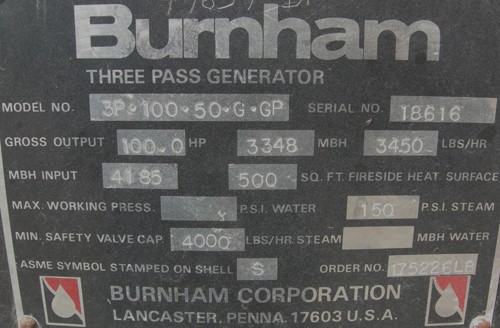 Burnham
THREE PASS GENERATOR
MODEL NO. 3P-100-50-G-GP SERIAL NO. 18616
GROSS OUTPUT 100.0 HP 3348 MBH 3450 LBS/HR
MBH INPUT 4185 500 SQ. FT. FIRESIDE HEAT. SURFACE
MAX. WORKING PRESS. P.S.I. WATER 150 P.S.I. STEAM
MIN. SAFETY VALVE CAP. 4000 LBS/HR. STEAM MBH WATER
ASME SYMBOL STAMPED ON SHELL S ORDER NO. 175226LB
BURNHAM CORPORATION
LANCASTER, PENNA. 17603 U.S.A.